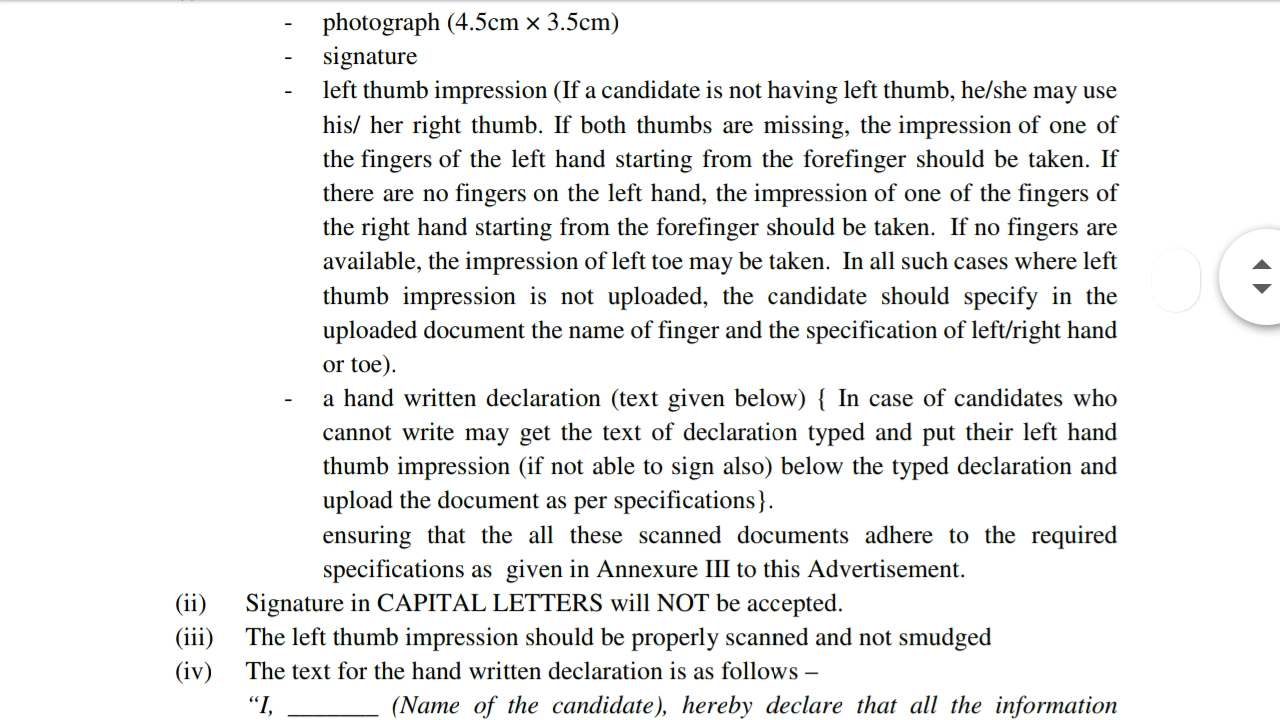 - photograph (4.5cm × 3.5cm)
- signature
- left thumb impression (If a candidate is not having left thumb, he/she may use
his/ her right thumb. If both thumbs are missing, the impression of one of
the fingers of the left hand starting from the forefinger should be taken. If
there are no fingers on the left hand, the impression of one of the fingers of
the right hand starting from the forefinger should be taken.  If no fingers are
available, the impression of left toe may be taken.  In all such cases where left
thumb impression is not uploaded, the candidate should specify in the
uploaded document the name of finger and the specification of left/right hand
or toe).
- a hand written declaration (text given below) { In case of candidates who
cannot write may get the text of declaration typed and put their left hand
thumb impression (if not able to sign also) below the typed declaration and
upload the document as per specifications}.
ensuring that the all these scanned documents adhere to the required
specifications as  given in Annexure III to this Advertisement.
(ii) Signature in CAPITAL LETTERS will NOT be accepted.
(iii) The left thumb impression should be properly scanned and not smudged
(iv) The text for the hand written declaration is as follows –
“I, _______ (Name of the candidate), hereby declare that all the information